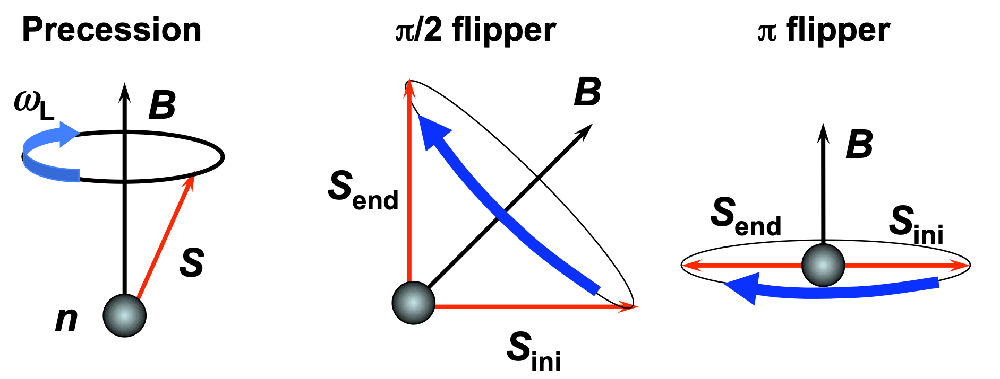 Precession
π/2 flipper
π flipper
ωL
B
S
n
B
Send
Sini
B
Send
Sini